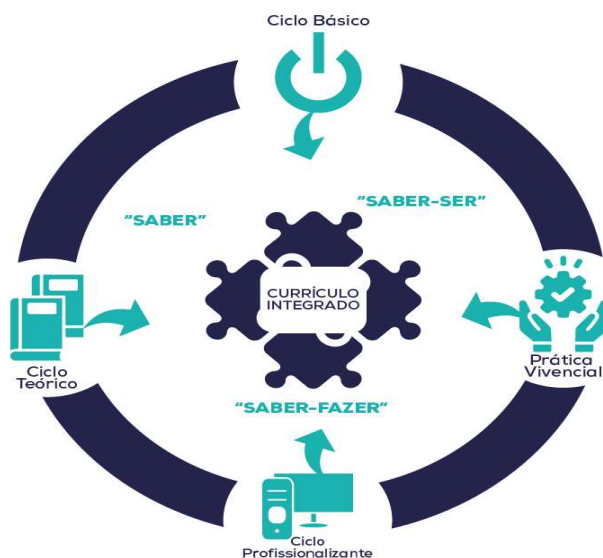 Ciclo Básico
"SABER"
"SABER-SER"
CURRÍCULO
INTEGRADO
Ciclo
Teórico
Prática
Vivencial
"SABER-FAZER"
Ciclo
Profissionalizante